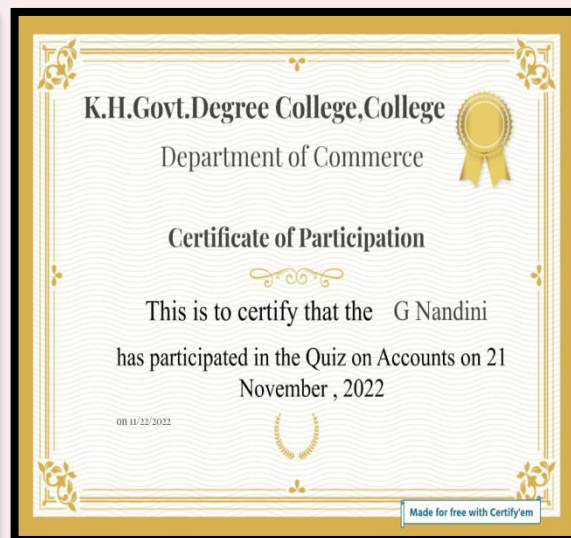 K.H.Govt.Degree College,College
Department of Commerce
Certificate of Participation
This is to certify that the G Nandini
has participated in the Quiz on Accounts on 21
November , 2022
on 11/22/2022
Made for free with Certify'em